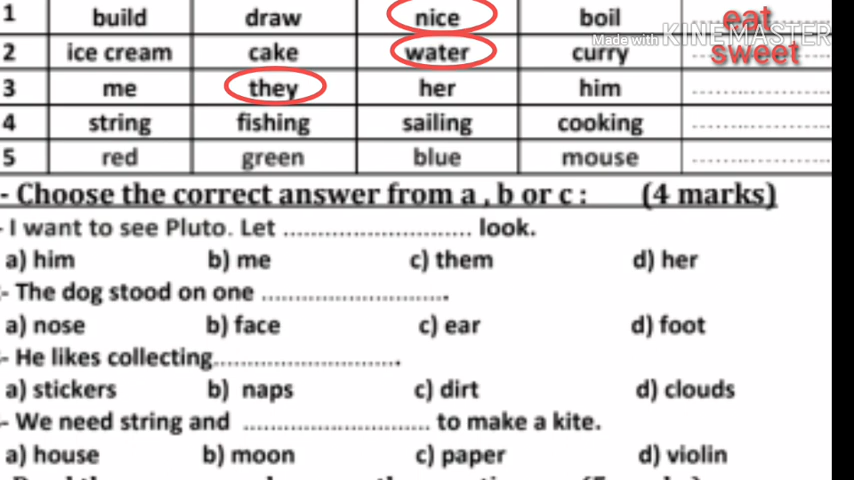 1 build draw nice boil eat
Made with KINEMASTER
2 ice cream cake water curry sweet
3 me they her him ........................
4 string fishing sailing cooking ........................
5 red green blue mouse ........................
- Choose the correct answer from a , b or c : (4 marks)
- I want to see Pluto. Let ............................ look.
a) him b) me c) them d) her
- The dog stood on one ............................
a) nose b) face c) ear d) foot
- He likes collecting............................
a) stickers b) naps c) dirt d) clouds
- We need string and ............................ to make a kite.
a) house b) moon c) paper d) violin